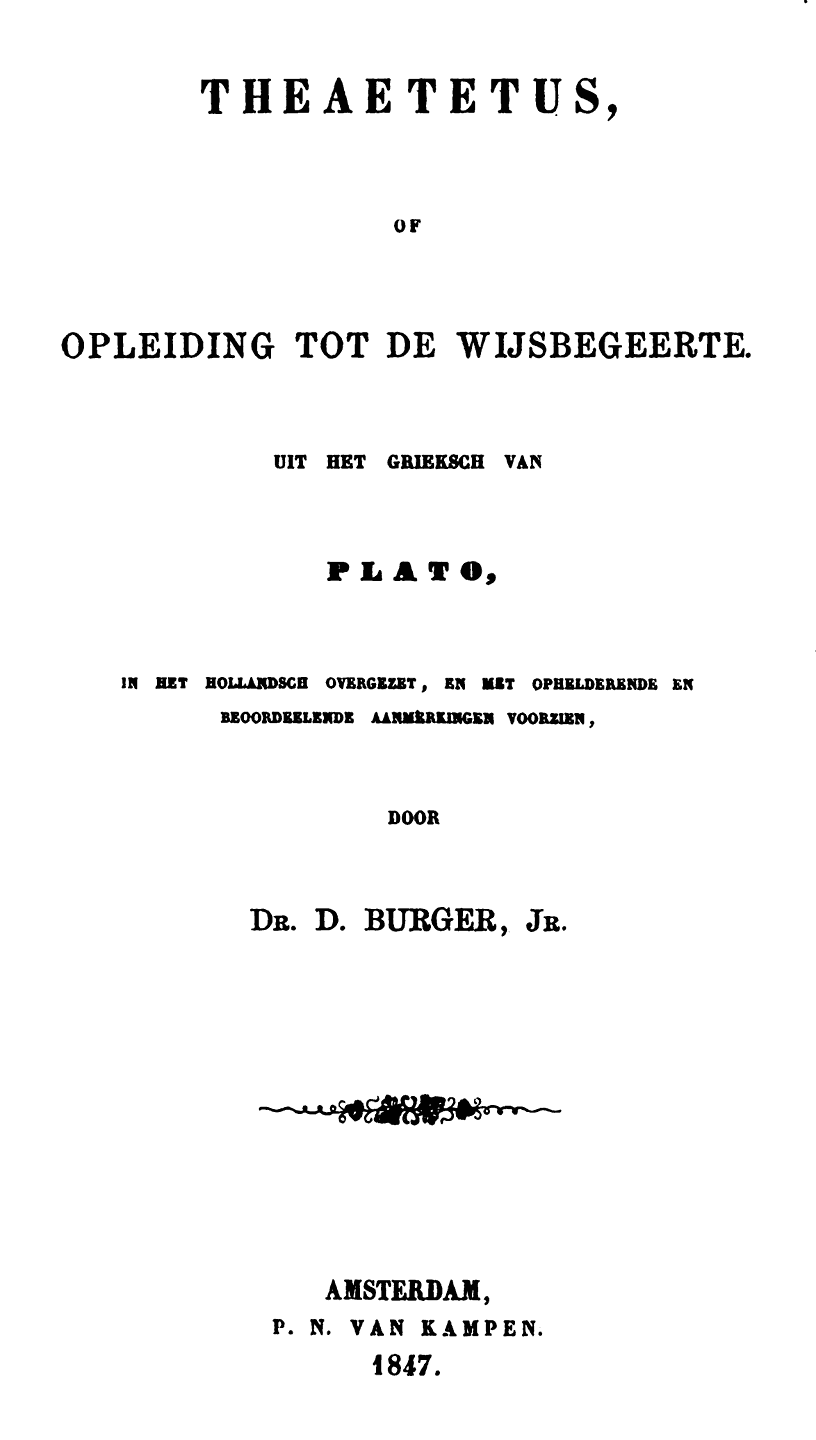 THEAETETUS,
OF
OPLEIDING TOT DE WIJSBEGEERTE.
UIT HET GRIEKSCH VAN
PLATO,
IN HET HOLLANDSCH OVERGEZET, EN MET OPHELDERENDE EN
BEOORDEELENDE AANMERKINGEN VOORZIEN,
DOOR
DR. D. BURGER, JR.
AMSTERDAM,
P. N. VAN KAMPEN.
1847.